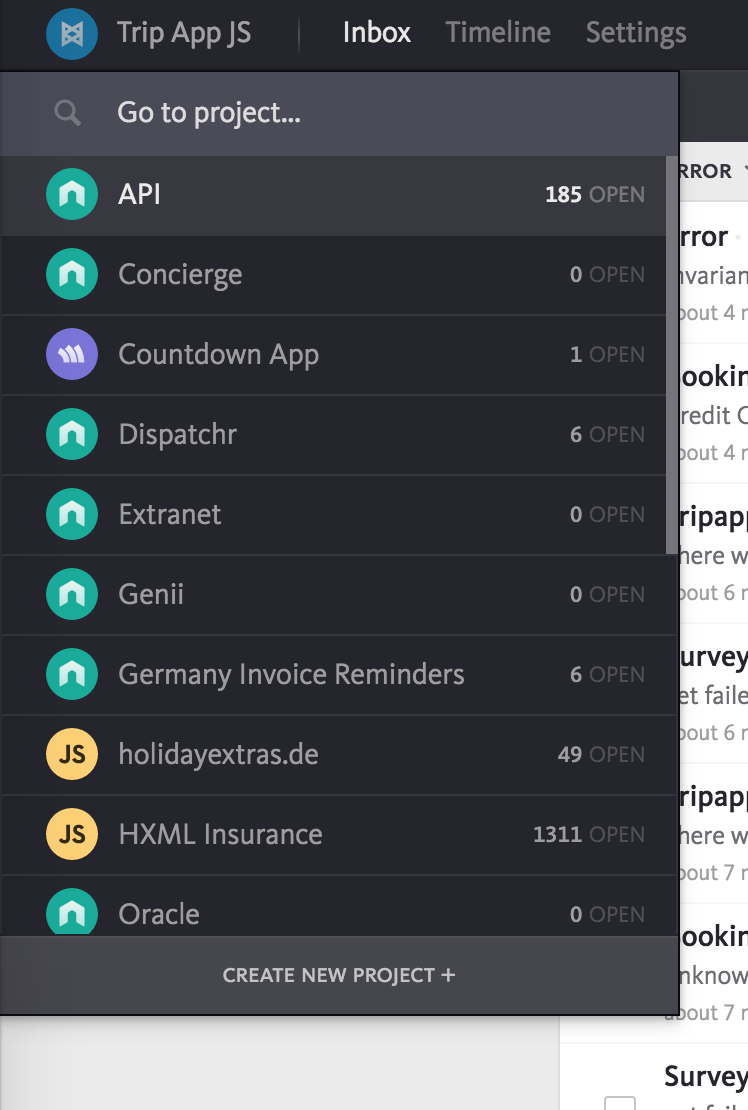 Trip App JS Inbox Timeline Settings
Go to project...
API 185 OPEN
Concierge 0 OPEN
Countdown App 1 OPEN
Dispatchr 6 OPEN
Extranet 0 OPEN
Genii 0 OPEN
Germany Invoice Reminders 6 OPEN
JS holidayextras.de 49 OPEN
JS HXML Insurance 1311 OPEN
Oracle 0 OPEN
CREATE NEW PROJECT +
RROR
rror
nvarian
bout 4
ookin
redit C
bout 4
ripapp
here w
bout 6
urvey
et faile
bout 6
ripapp
here w
bout 7
ookin
nknow
about 7
Survey